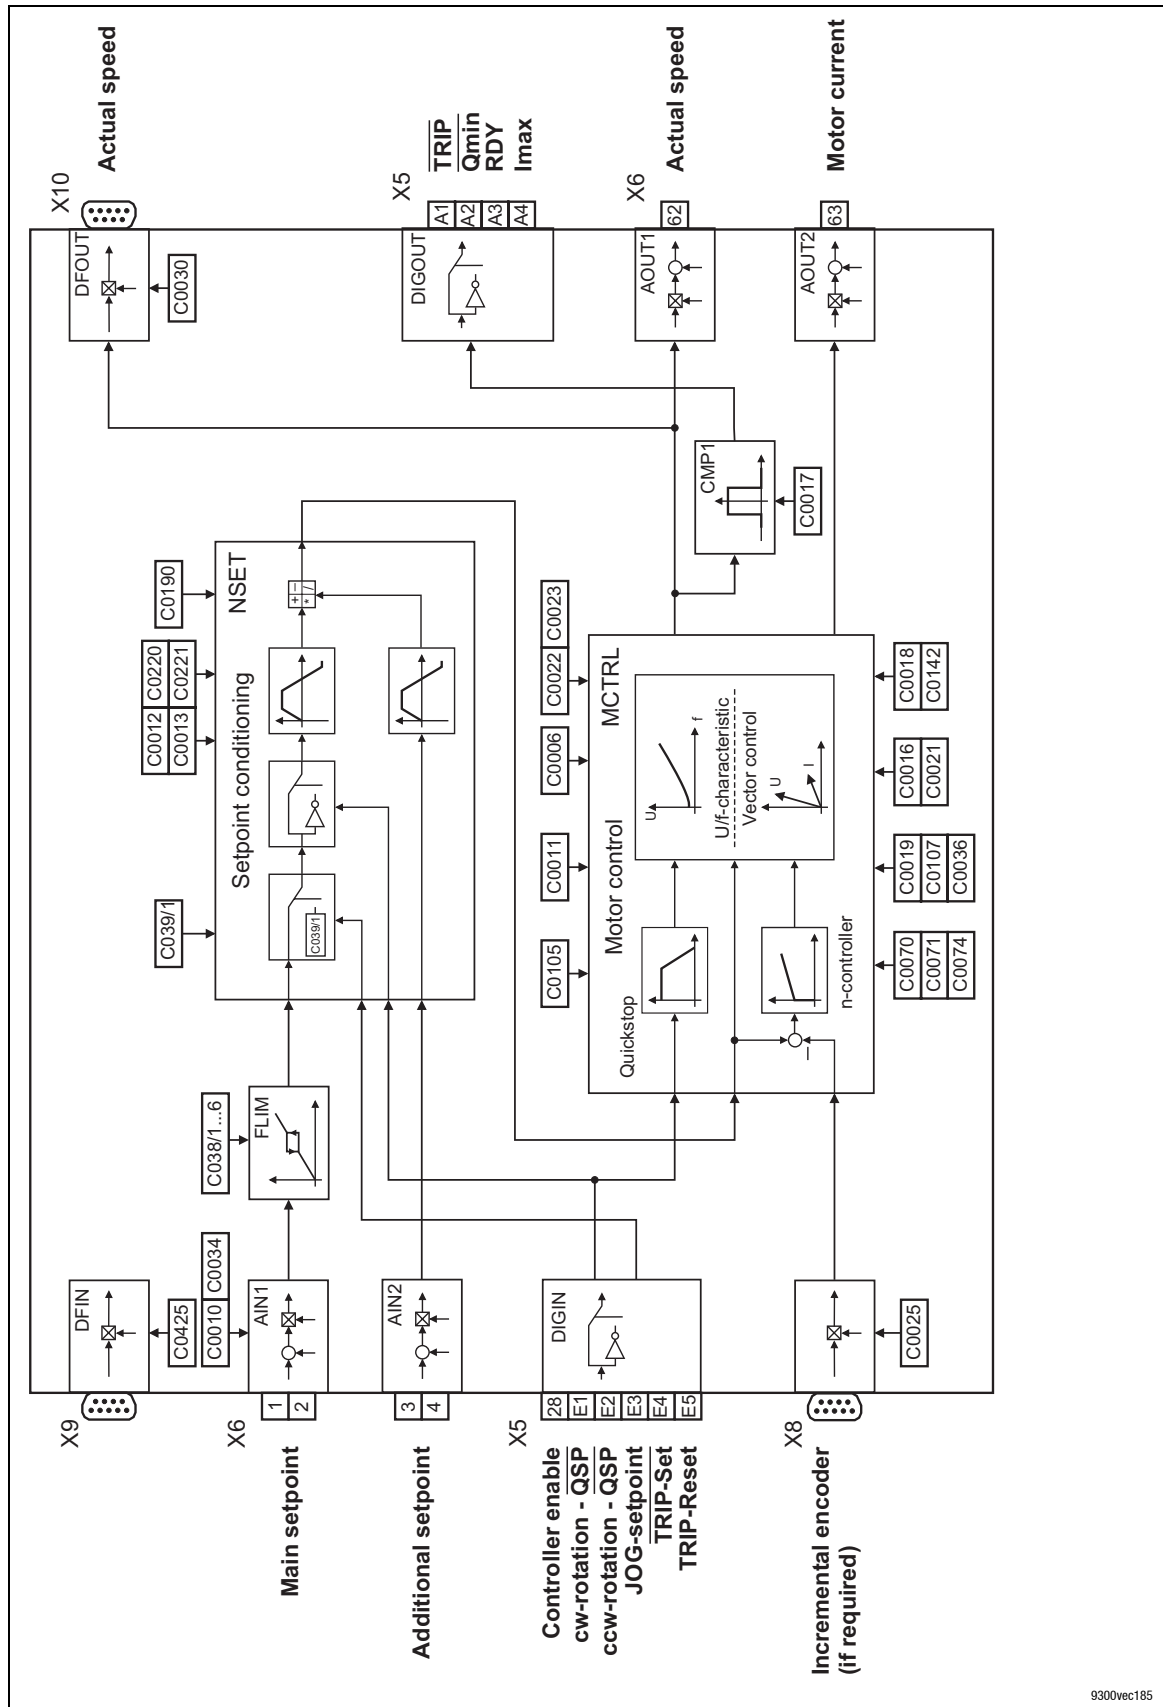 X9
DFIN
C0425
X6
1
2
Main setpoint
C0010
C0034
AIN1
C038/1...6
FLIM
3
4
Additional setpoint
AIN2
X5
28
E1
E2
E3
E4
E5
Controller enable
cw-rotation - QSP
ccw-rotation - QSP
JOG-setpoint
TRIP-Set
TRIP-Reset
DIGIN
X8
Incremental encoder
(if required)
C0025
C039/1
C0012
C0220
C0013
C0221
C0190
Setpoint conditioning
NSET
C039/1
+ −
* /
C0105
C0011
C0006
C0022
C0023
Motor control
MCTRL
Quickstop
U
f
U/f-characteristic
Vector control
U
I
n-controller
C0070
C0071
C0074
C0019
C0107
C0036
C0016
C0021
C0018
C0142
CMP1
C0017
DFOUT
X10
Actual speed
C0030
DIGOUT
X5
A1
A2
A3
A4
TRIP
Qmin
RDY
Imax
AOUT1
X6
62
Actual speed
AOUT2
63
Motor current
9300vec185